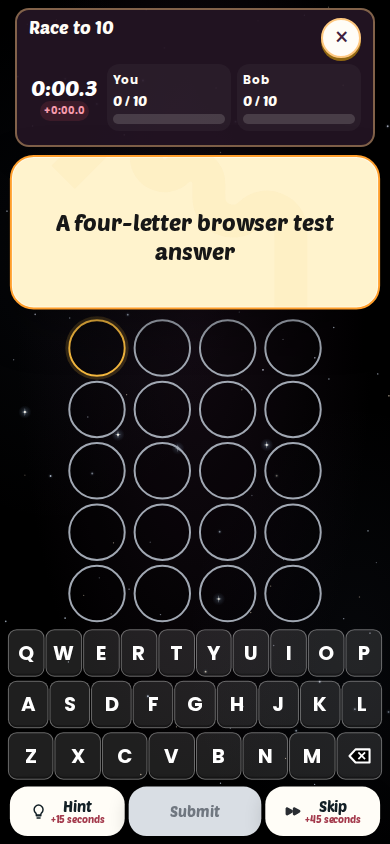 Race to 10
0:00.3
+0:00.0
You
0 / 10
Bob
0 / 10
A four-letter browser test
answer
Q W E R T Y U I O P
A S D F G H J K L
Z X C V B N M
Hint
+15 seconds
Submit
Skip
+45 seconds